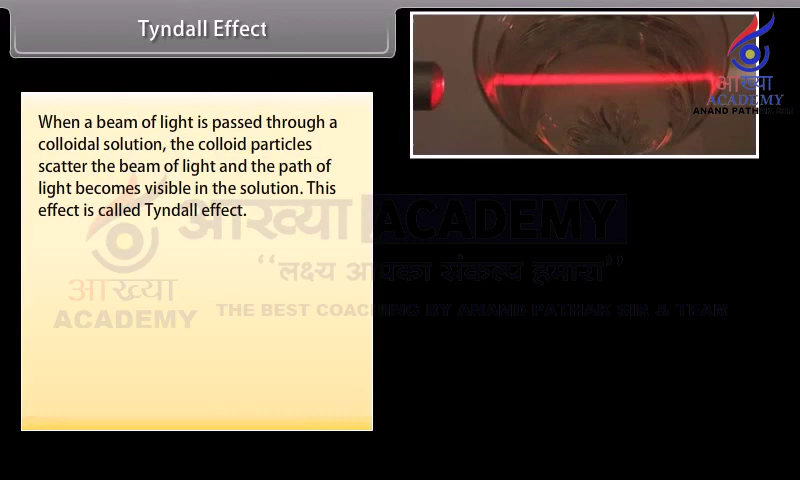 Tyndall Effect
आख्या
ACADEMY
ANAND PATHAK SIR
When a beam of light is passed through a
colloidal solution, the colloid particles
scatter the beam of light and the path of
light becomes visible in the solution. This
effect is called Tyndall effect.
आख्या ACADEMY
“लक्ष्य आपका संकल्प हमारा”
आख्या
ACADEMY
THE BEST COACHING BY ANAND PATHAK SIR & TEAM